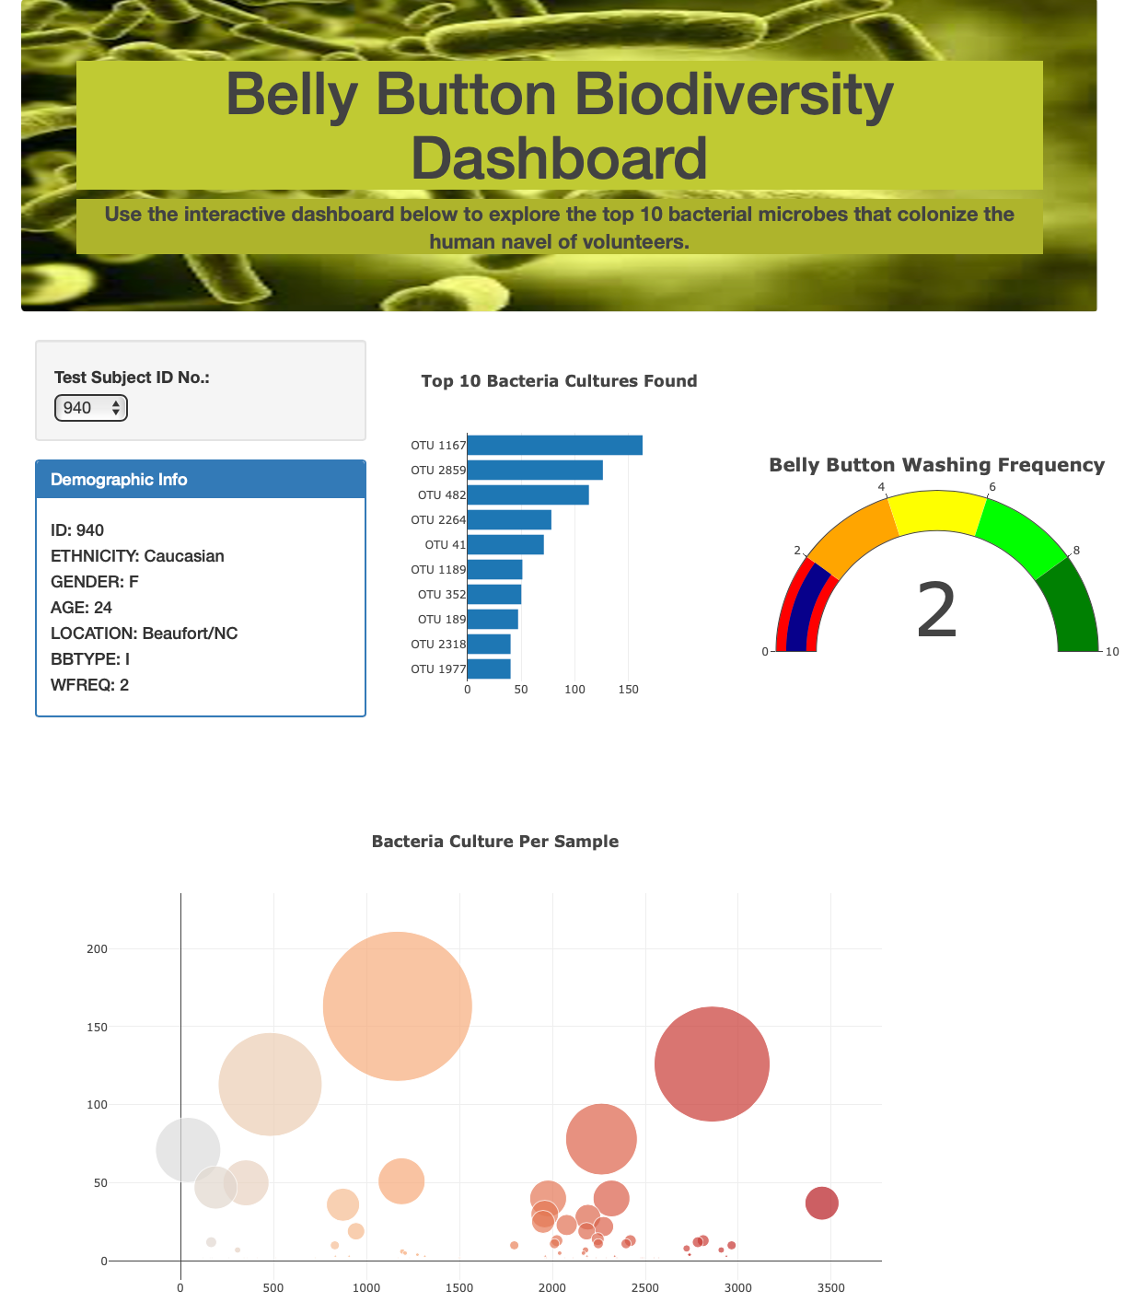 Belly Button Biodiversity
Dashboard
Use the interactive dashboard below to explore the top 10 bacterial microbes that colonize the
human navel of volunteers.
Test Subject ID No.:
940
Demographic Info
ID: 940
ETHNICITY: Caucasian
GENDER: F
AGE: 24
LOCATION: Beaufort/NC
BBTYPE: I
WFREQ: 2
Top 10 Bacteria Cultures Found
OTU 1167
OTU 2859
OTU 482
OTU 2264
OTU 41
OTU 1189
OTU 352
OTU 189
OTU 2318
OTU 1977
0 50 100 150
Belly Button Washing Frequency
0
2
4
6
8
10
2
Bacteria Culture Per Sample
200
150
100
50
0
0 500 1000 1500 2000 2500 3000 3500